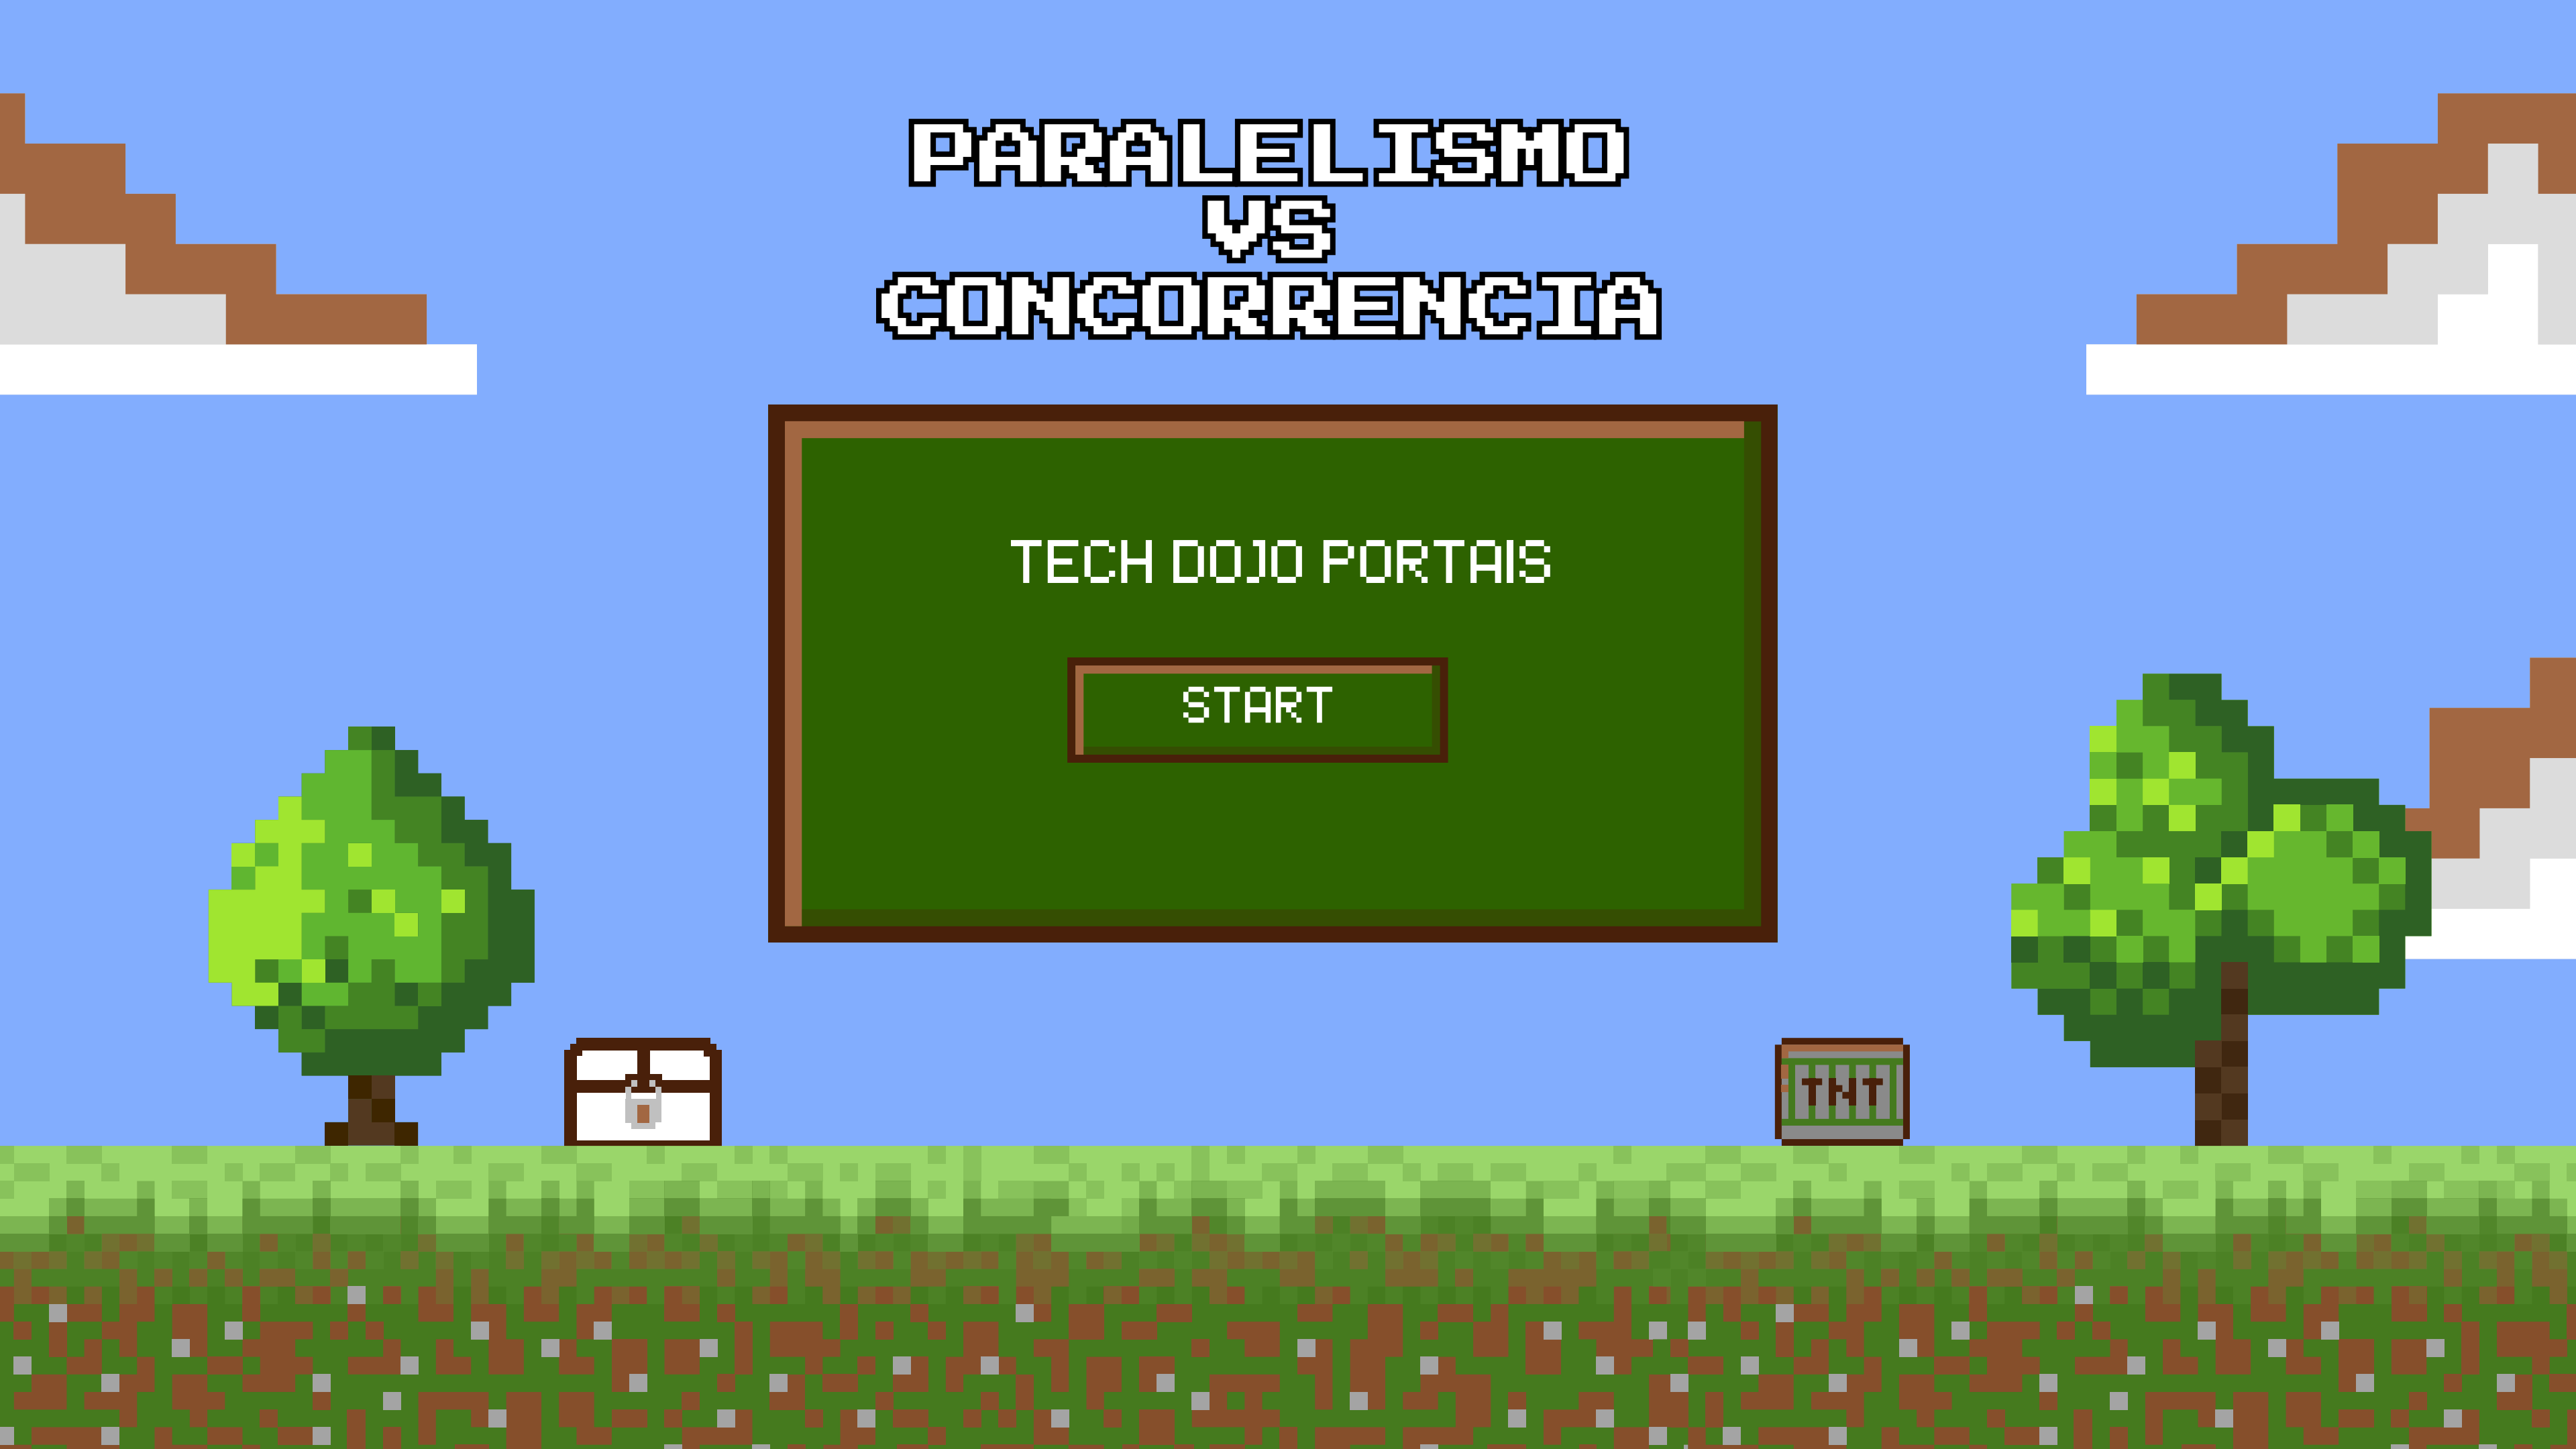 PARALELISMO
VS
CONCORRENCIA
TECH DOJO PORTAIS
START
TNT